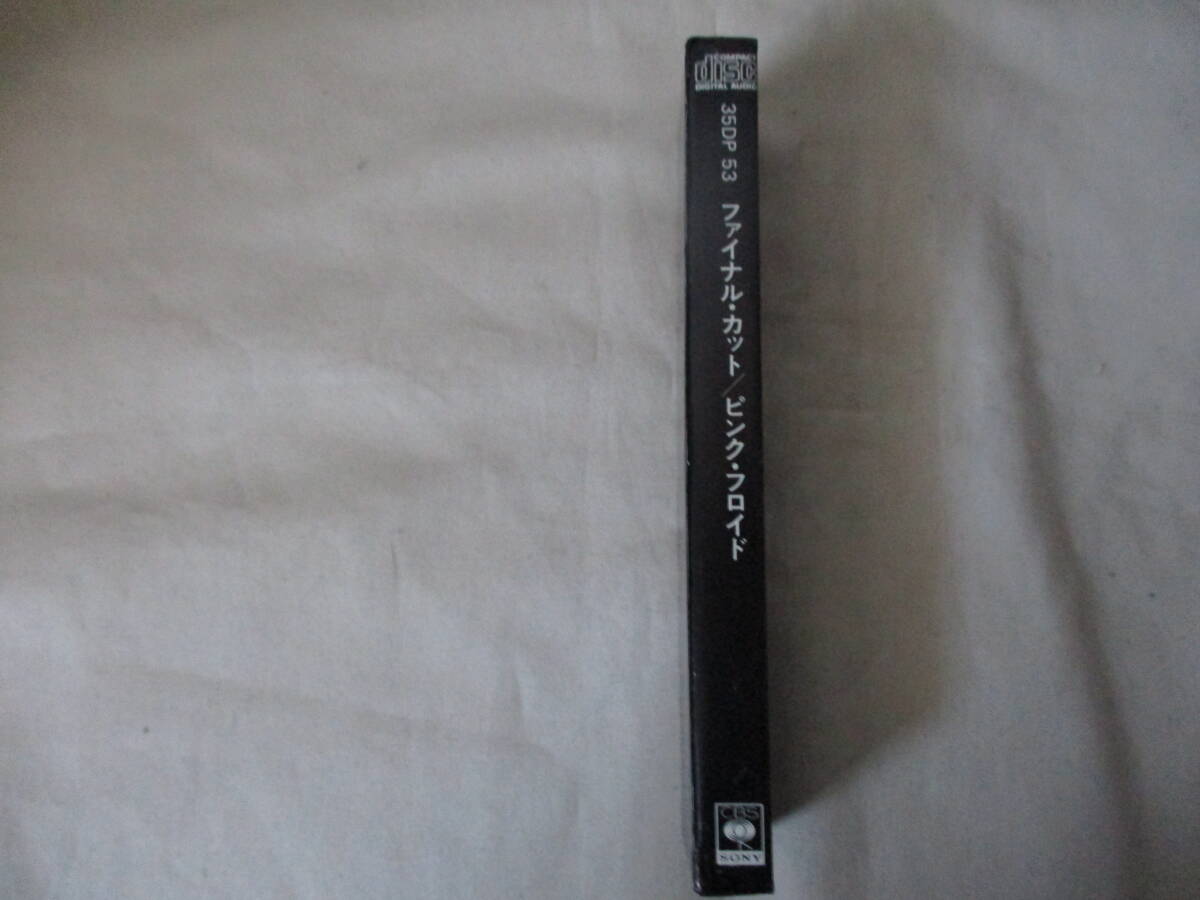 COMPACT
disc
DIGITAL AUDIO
35DP 53 ファイナル・カット/ピンク・フロイド
CBS
SONY